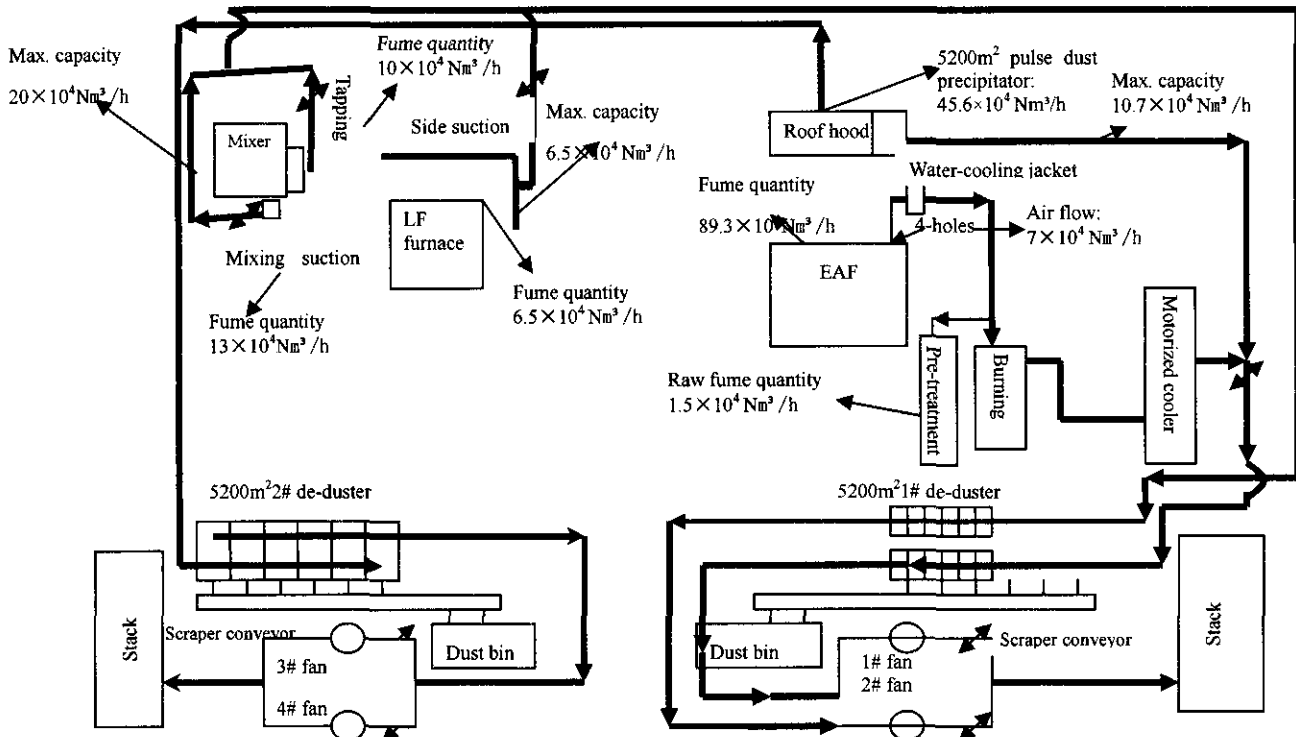 Max. capacity
20×10⁴Nm³/h
Fume quantity
10×10⁴Nm³/h
Tapping
Mixer
Side suction
Max. capacity
6.5×10⁴Nm³/h
LF
furnace
Mixing suction
Fume quantity
13×10⁴Nm³/h
Fume quantity
6.5×10⁴Nm³/h
5200m² pulse dust
precipitator:
45.6×10⁴ Nm³/h
Max. capacity
10.7×10⁴ Nm³/h
Roof hood
Water-cooling jacket
Fume quantity
89.3×10⁴Nm³/h
4-holes
Air flow:
7×10⁴Nm³/h
EAF
Raw fume quantity
1.5×10⁴Nm³/h
Pre-treatment
Burning
Motorized cooler
5200m²2# de-duster
Stack
Scraper conveyor
Dust bin
3# fan
4# fan
5200m²1# de-duster
Dust bin
1# fan
2# fan
Scraper conveyor
Stack